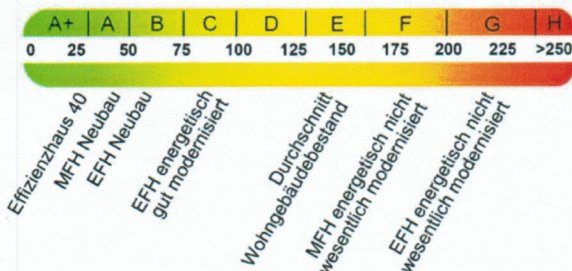 A+ A B C D E F G H
0 25 50 75 100 125 150 175 200 225 >250
Effizienzhaus 40
MFH Neubau
EFH Neubau
EFH energetisch
gut modernisiert
Durchschnitt
Wohngebäudebestand
MFH energetisch nicht
wesentlich modernisiert
EFH energetisch nicht
wesentlich modernisiert